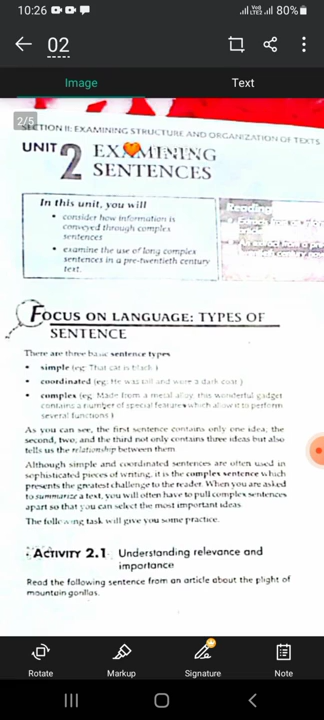 10:26
80%
02
Image
Text
2/5
SECTION II: EXAMINING STRUCTURE AND ORGANIZATION OF TEXTS
UNIT 2 EXAMINING
SENTENCES
In this unit, you will
• consider how information is
conveyed through complex
sentences
• examine the use of long complex
sentences in a pre-twentieth century
text.
Reading
FOCUS ON LANGUAGE: TYPES OF
SENTENCE
There are three basic sentence types
• simple (eg: That cat is black)
• coordinated (eg: He was tall and wore a dark coat)
• complex (eg: Made from a metal alloy, this wonderful gadget
contains a number of special features which allow it to perform
several functions)
As you can see, the first sentence contains only one idea; the
second, two; and the third not only contains three ideas but also
tells us the relationship between them
Although simple and coordinated sentences are often used in
sophisticated pieces of writing, it is the complex sentence which
presents the greatest challenge to the reader. When you are asked
to summarize a text, you will often have to pull complex sentences
apart so that you can select the most important ideas
The following task will give you some practice.
ACTIVITY 2.1 Understanding relevance and
importance
Read the following sentence from an article about the plight of
mountain gorillas.
Rotate
Markup
Signature
Note